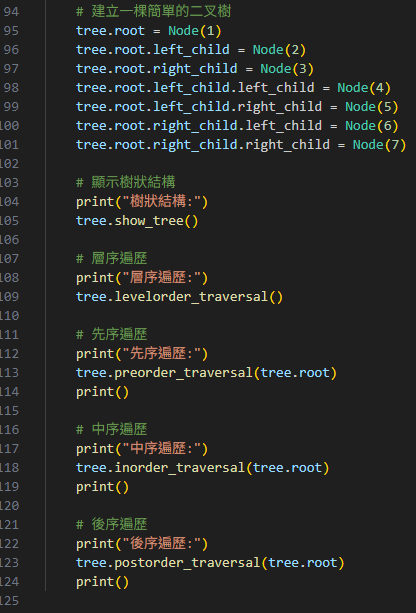 94 # 建立一棵簡單的二叉樹
95 tree.root = Node(1)
96 tree.root.left_child = Node(2)
97 tree.root.right_child = Node(3)
98 tree.root.left_child.left_child = Node(4)
99 tree.root.left_child.right_child = Node(5)
100 tree.root.right_child.left_child = Node(6)
101 tree.root.right_child.right_child = Node(7)
102
103 # 顯示樹狀結構
104 print("樹狀結構:")
105 tree.show_tree()
106
107 # 層序遍歷
108 print("層序遍歷:")
109 tree.levelorder_traversal()
110
111 # 先序遍歷
112 print("先序遍歷:")
113 tree.preorder_traversal(tree.root)
114 print()
115
116 # 中序遍歷
117 print("中序遍歷:")
118 tree.inorder_traversal(tree.root)
119 print()
120
121 # 後序遍歷
122 print("後序遍歷:")
123 tree.postorder_traversal(tree.root)
124 print()
125